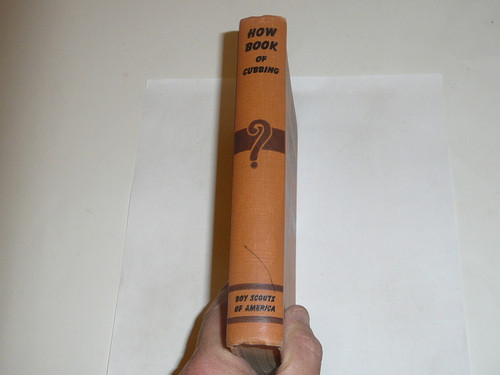 HOW
BOOK
OF
CUBBING
?
BOY SCOUTS
OF AMERICA